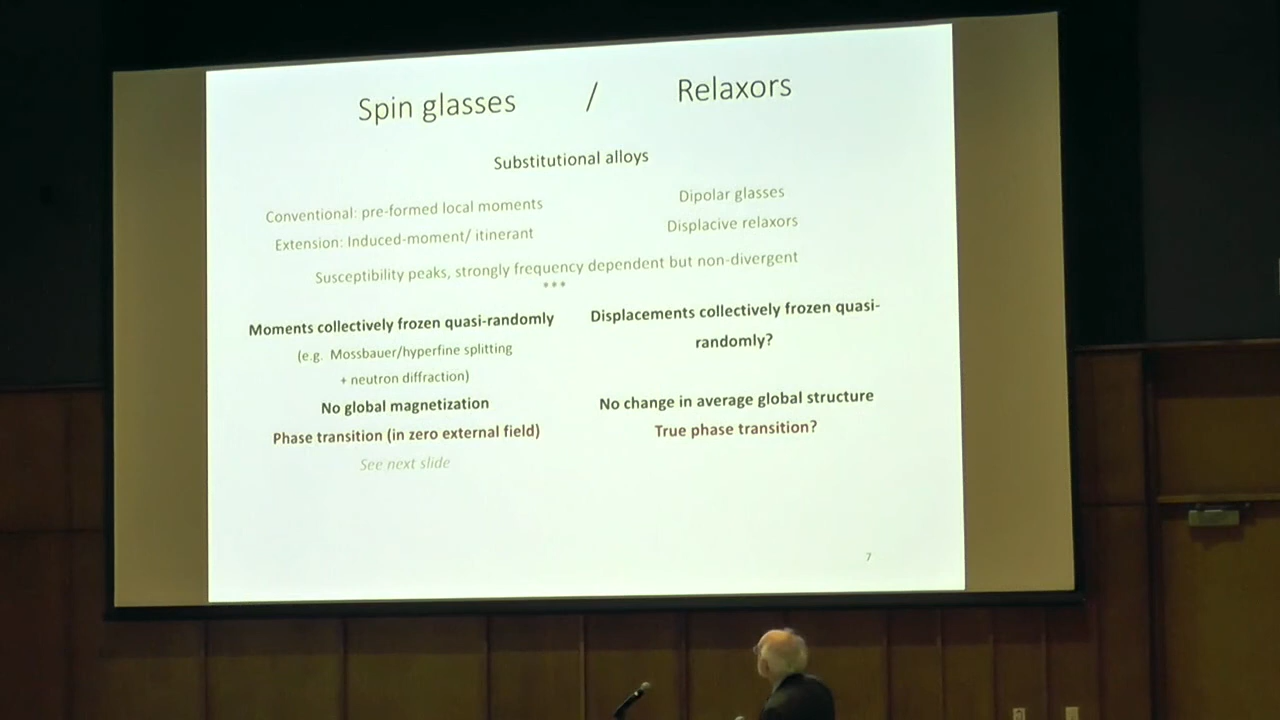 Spin glasses / Relaxors
Substitutional alloys
Conventional: pre-formed local moments
Dipolar glasses
Extension: Induced-moment/ itinerant
Displacive relaxors
Susceptibility peaks, strongly frequency dependent but non-divergent
***
Moments collectively frozen quasi-randomly
(e.g. Mossbauer/hyperfine splitting
+ neutron diffraction)
No global magnetization
Phase transition (in zero external field)
See next slide
Displacements collectively frozen quasi-
randomly?
No change in average global structure
True phase transition?
7